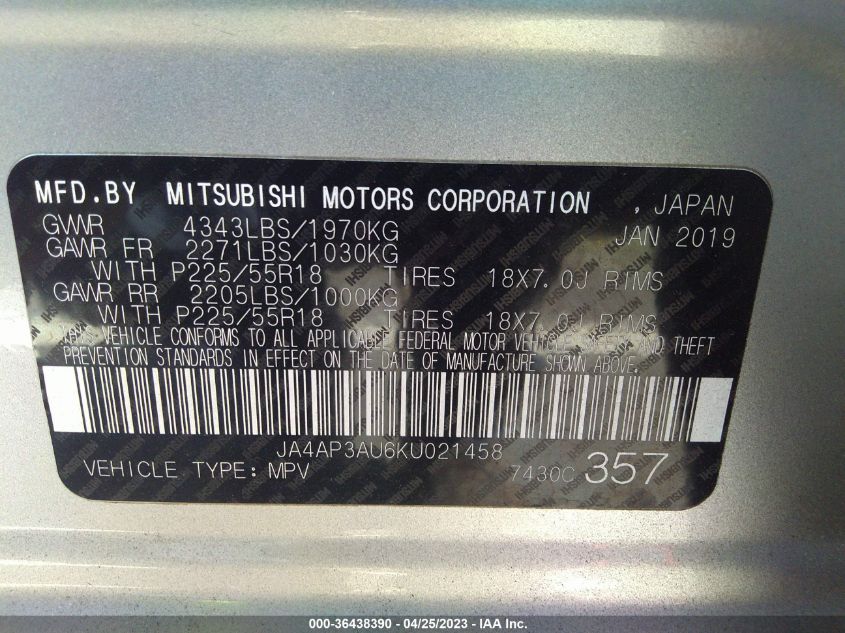 MFD.BY MITSUBISHI MOTORS CORPORATION , JAPAN
GVWR 4343LBS/1970KG JAN 2019
GAWR FR 2271LBS/1030KG
WITH P225/55R18 TIRES 18X7.0J RIMS
GAWR RR 2205LBS/1000KG
WITH P225/55R18 TIRES 18X7.0J RIMS
THIS VEHICLE CONFORMS TO ALL APPLICABLE FEDERAL MOTOR VEHICLE SAFETY AND THEFT
PREVENTION STANDARDS IN EFFECT ON THE DATE OF MANUFACTURE SHOWN ABOVE.
JA4AP3AU6KU021458
VEHICLE TYPE: MPV 7430C 357
000-36438390 - 04/25/2023 - IAA Inc.